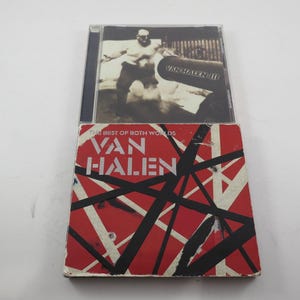 VAN HALEN III
THE BEST OF BOTH WORLDS
VAN
HALEN